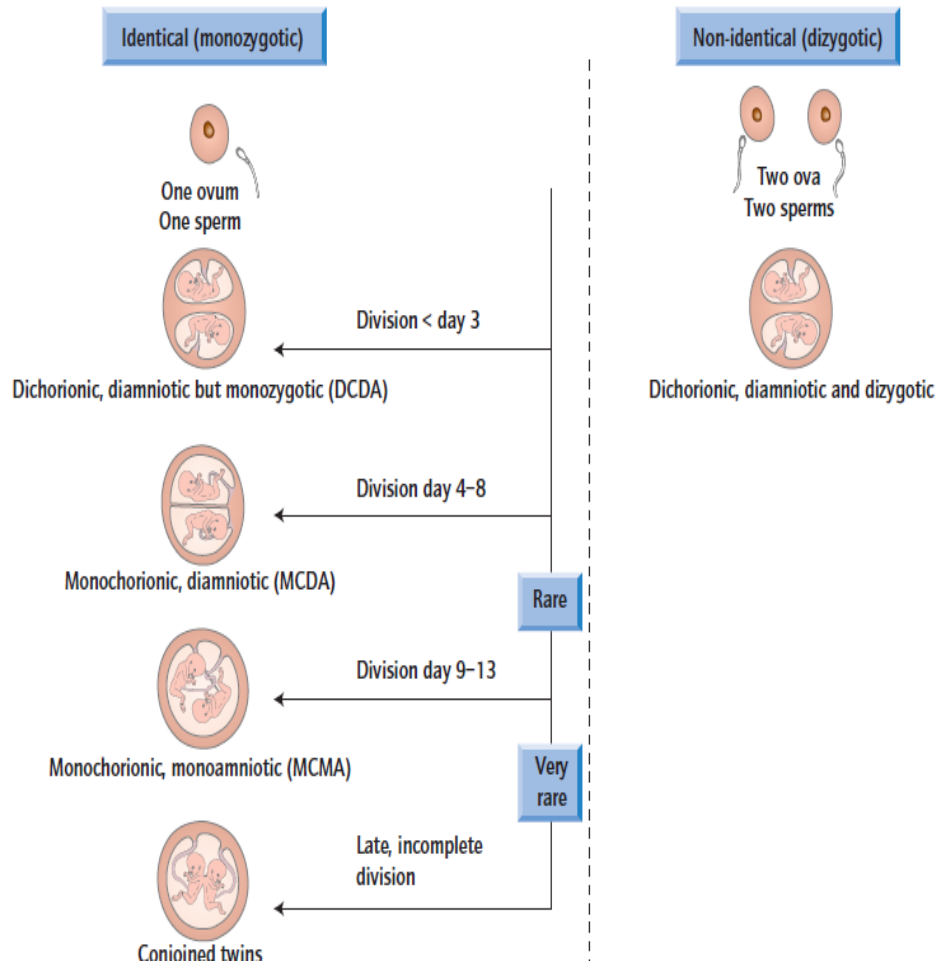 Identical (monozygotic)
Non-identical (dizygotic)
One ovum
One sperm
Two ova
Two sperms
Division < day 3
Dichorionic, diamniotic but monozygotic (DCDA)
Dichorionic, diamniotic and dizygotic
Division day 4–8
Monochorionic, diamniotic (MCDA)
Rare
Division day 9–13
Monochorionic, monoamniotic (MCMA)
Very
rare
Late, incomplete
division
Conjoined twins